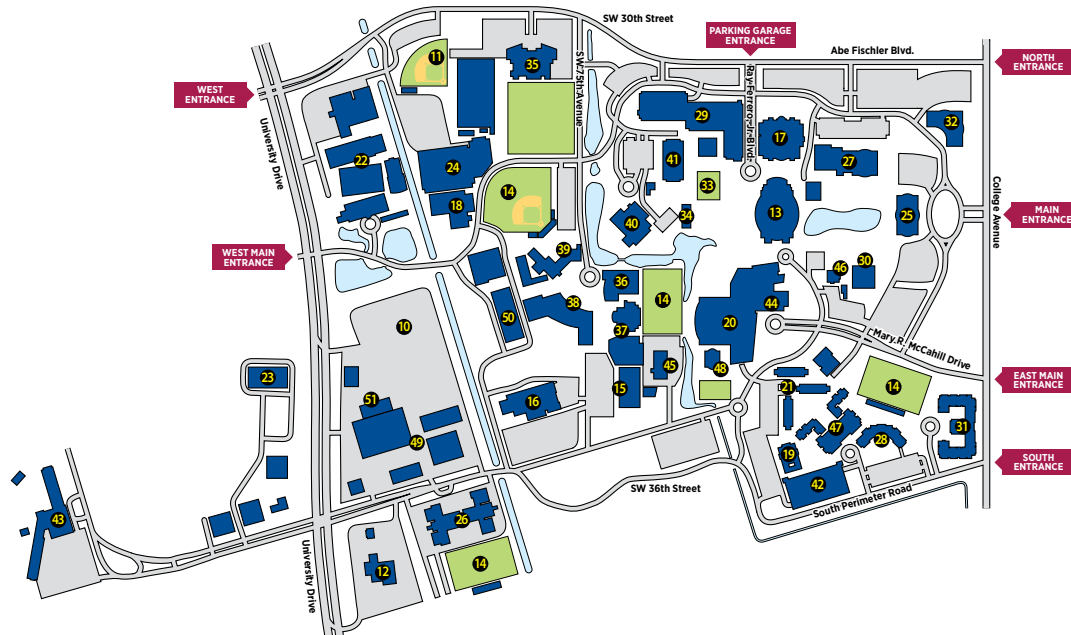 SW 30th Street
PARKING GARAGE
ENTRANCE
Abe Fischler Blvd.
NORTH
ENTRANCE
WEST
ENTRANCE
11
35
SW 75th Avenue
Ray Ferrero, Jr. Blvd.
29
32
17
University Drive
22
24
41
27
18
14
33
13
25
College Avenue
MAIN
ENTRANCE
34
40
WEST MAIN
ENTRANCE
39
46
30
36
14
44
10
50
38
37
20
Mary R. McCahill Drive
45
48
EAST MAIN
ENTRANCE
23
15
21
14
51
16
49
47
31
28
19
SOUTH
ENTRANCE
42
SW 36th Street
South Perimeter Road
43
26
University Drive
12
14